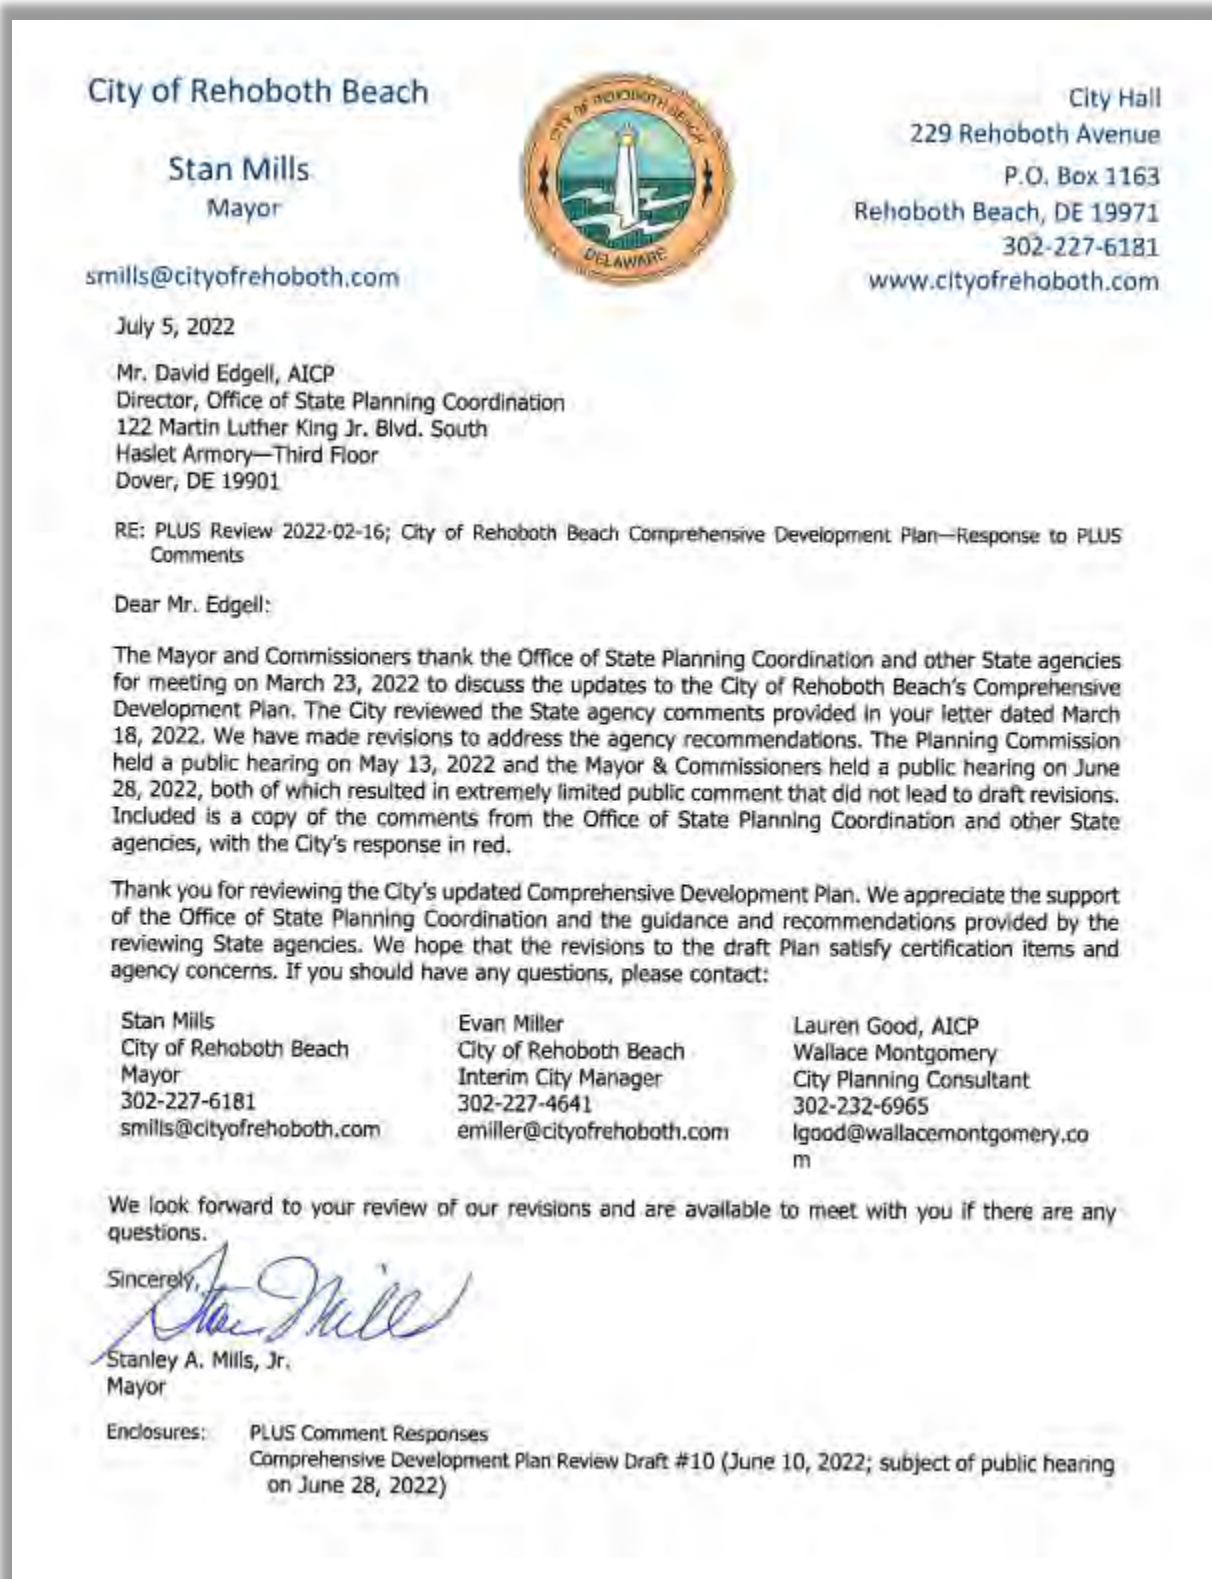 City of Rehoboth Beach
Stan Mills
Mayor
smills@cityofrehoboth.com
CITY OF REHOBOTH BEACH
DELAWARE
City Hall
229 Rehoboth Avenue
P.O. Box 1163
Rehoboth Beach, DE 19971
302-227-6181
www.cityofrehoboth.com
July 5, 2022
Mr. David Edgell, AICP
Director, Office of State Planning Coordination
122 Martin Luther King Jr. Blvd. South
Haslet Armory—Third Floor
Dover, DE 19901
RE: PLUS Review 2022-02-16; City of Rehoboth Beach Comprehensive Development Plan—Response to PLUS
Comments
Dear Mr. Edgell:
The Mayor and Commissioners thank the Office of State Planning Coordination and other State agencies
for meeting on March 23, 2022 to discuss the updates to the City of Rehoboth Beach's Comprehensive
Development Plan. The City reviewed the State agency comments provided in your letter dated March
18, 2022. We have made revisions to address the agency recommendations. The Planning Commission
held a public hearing on May 13, 2022 and the Mayor & Commissioners held a public hearing on June
28, 2022, both of which resulted in extremely limited public comment that did not lead to draft revisions.
Included is a copy of the comments from the Office of State Planning Coordination and other State
agencies, with the City's response in red.
Thank you for reviewing the City's updated Comprehensive Development Plan. We appreciate the support
of the Office of State Planning Coordination and the guidance and recommendations provided by the
reviewing State agencies. We hope that the revisions to the draft Plan satisfy certification items and
agency concerns. If you should have any questions, please contact:
Stan Mills
City of Rehoboth Beach
Mayor
302-227-6181
smills@cityofrehoboth.com
Evan Miller
City of Rehoboth Beach
Interim City Manager
302-227-4641
emiller@cityofrehoboth.com
Lauren Good, AICP
Wallace Montgomery
City Planning Consultant
302-232-6965
lgood@wallacemontgomery.co
m
We look forward to your review of our revisions and are available to meet with you if there are any
questions.
Sincerely,
Stan Mills
Stanley A. Mills, Jr.
Mayor
Enclosures: PLUS Comment Responses
Comprehensive Development Plan Review Draft #10 (June 10, 2022; subject of public hearing
on June 28, 2022)